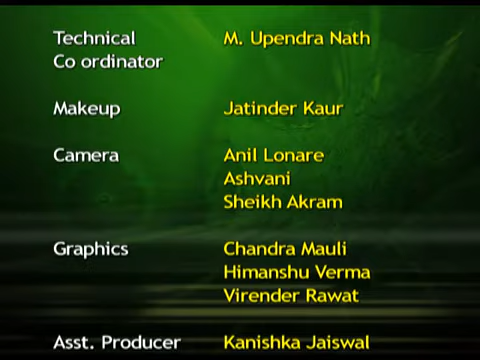 Technical M. Upendra Nath
Co ordinator
Makeup Jatinder Kaur
Camera Anil Lonare
Ashvani
Sheikh Akram
Graphics Chandra Mauli
Himanshu Verma
Virender Rawat
Asst. Producer Kanishka Jaiswal